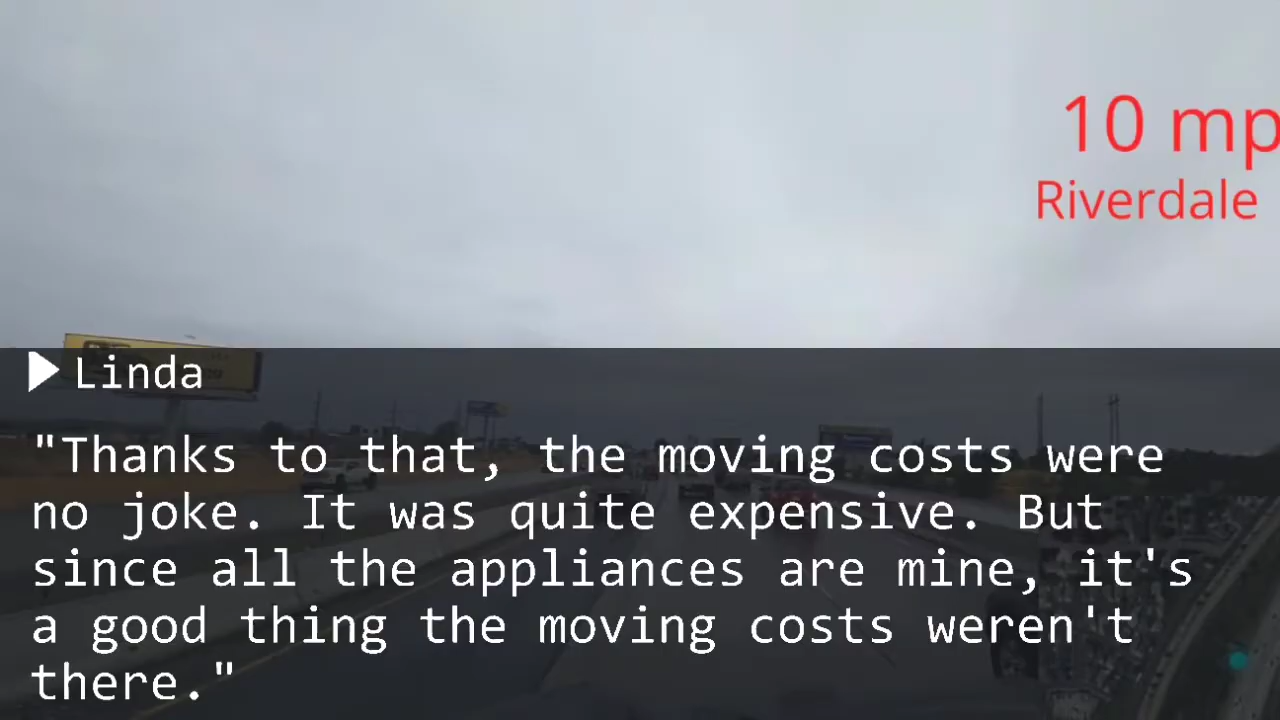 10 mp
Riverdale
Linda
"Thanks to that, the moving costs were
no joke. It was quite expensive. But
since all the appliances are mine, it's
a good thing the moving costs weren't
there."